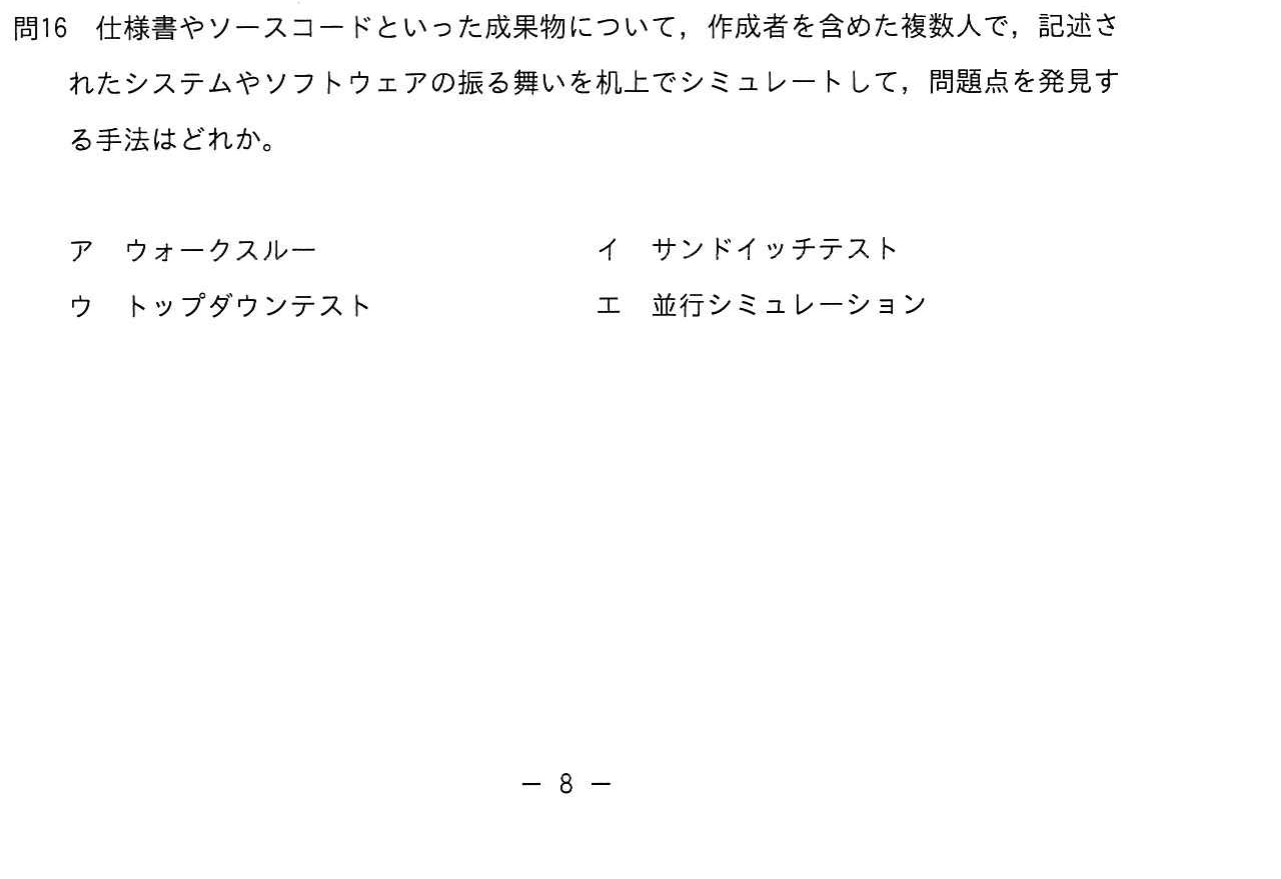 問16　仕様書やソースコードといった成果物について，作成者を含めた複数人で，記述さ
れたシステムやソフトウェアの振る舞いを机上でシミュレートして，問題点を発見す
る手法はどれか。
ア　ウォークスルー　イ　サンドイッチテスト
ウ　トップダウンテスト　エ　並行シミュレーション
－ 8 －